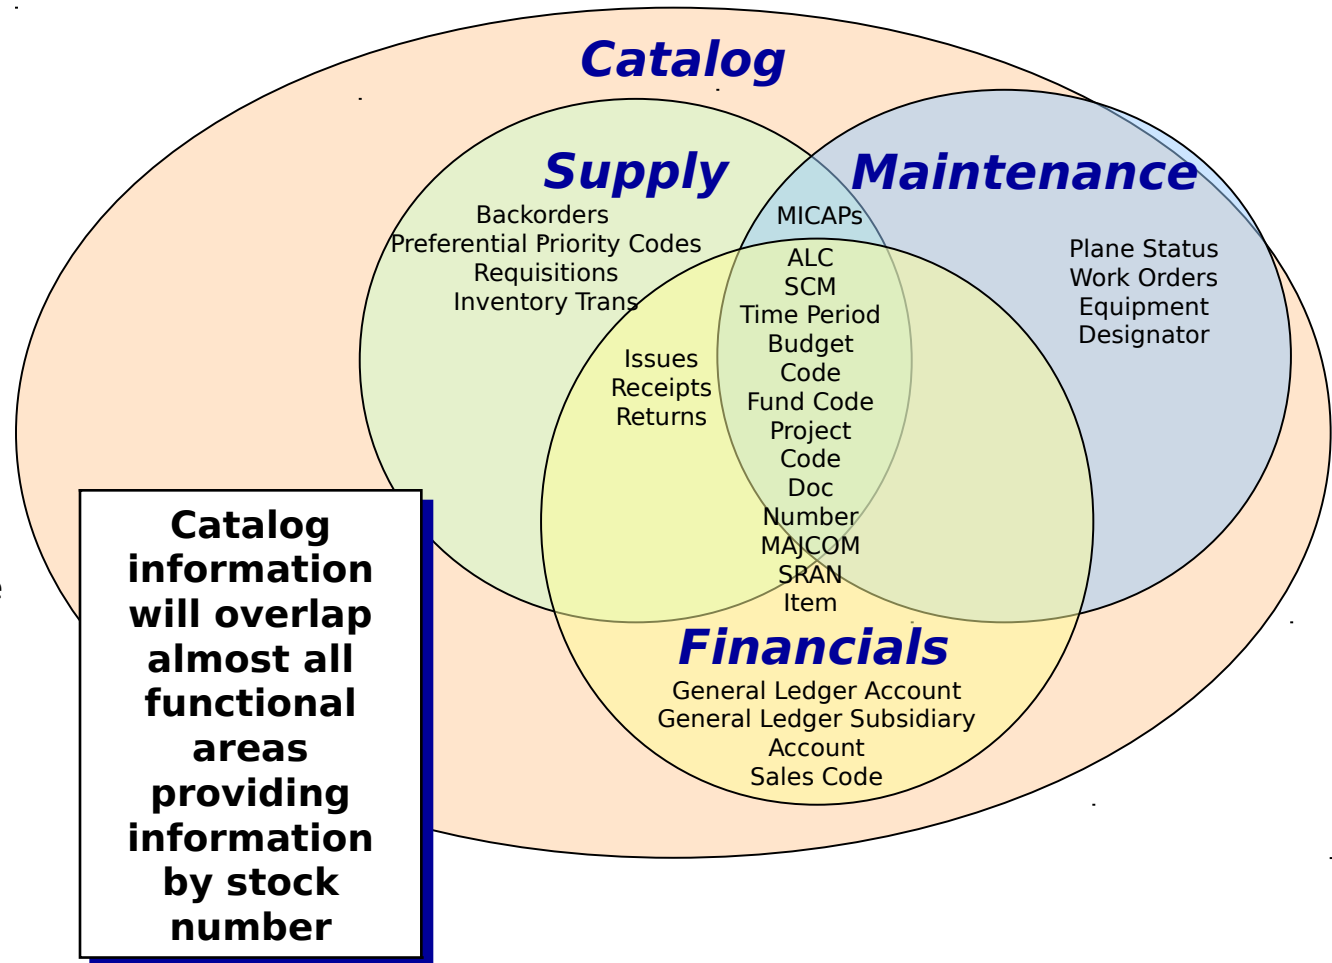 Catalog
Supply
Maintenance
Backorders
Preferential Priority Codes
Requisitions
Inventory Trans
MICAPs
Plane Status
Work Orders
Equipment
Designator
Issues
Receipts
Returns
ALC
SCM
Time Period
Budget
Code
Fund Code
Project
Code
Doc
Number
MAJCOM
SRAN
Item
Financials
General Ledger Account
General Ledger Subsidiary
Account
Sales Code
Catalog
information
will overlap
almost all
functional
areas
providing
information
by stock
number